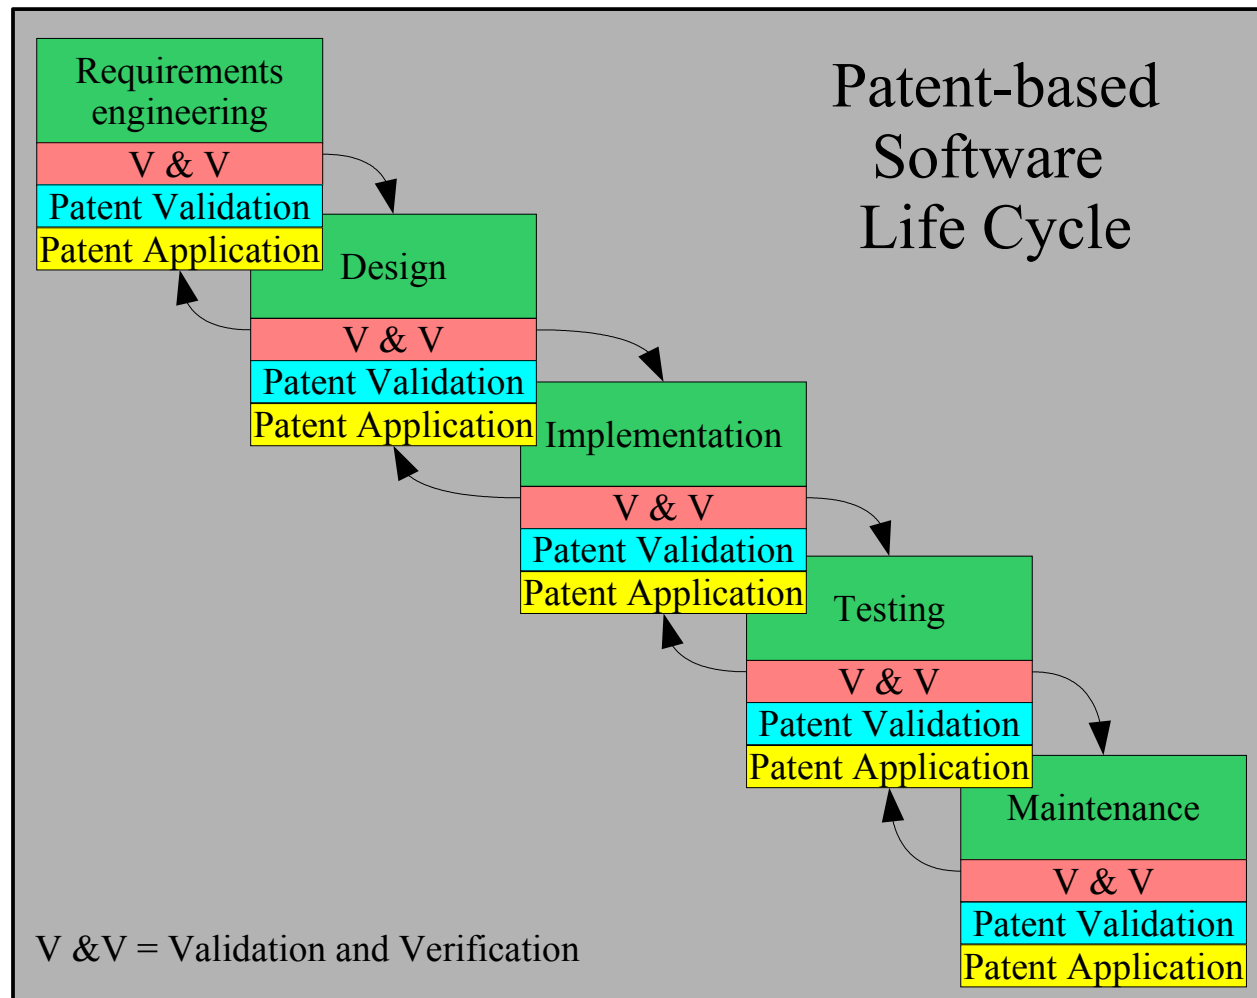 Requirements
engineering
V & V
Patent Validation
Patent Application
Patent-based
Software
Life Cycle
Design
V & V
Patent Validation
Patent Application
Implementation
V & V
Patent Validation
Patent Application
Testing
V & V
Patent Validation
Patent Application
Maintenance
V & V
Patent Validation
Patent Application
V &V = Validation and Verification